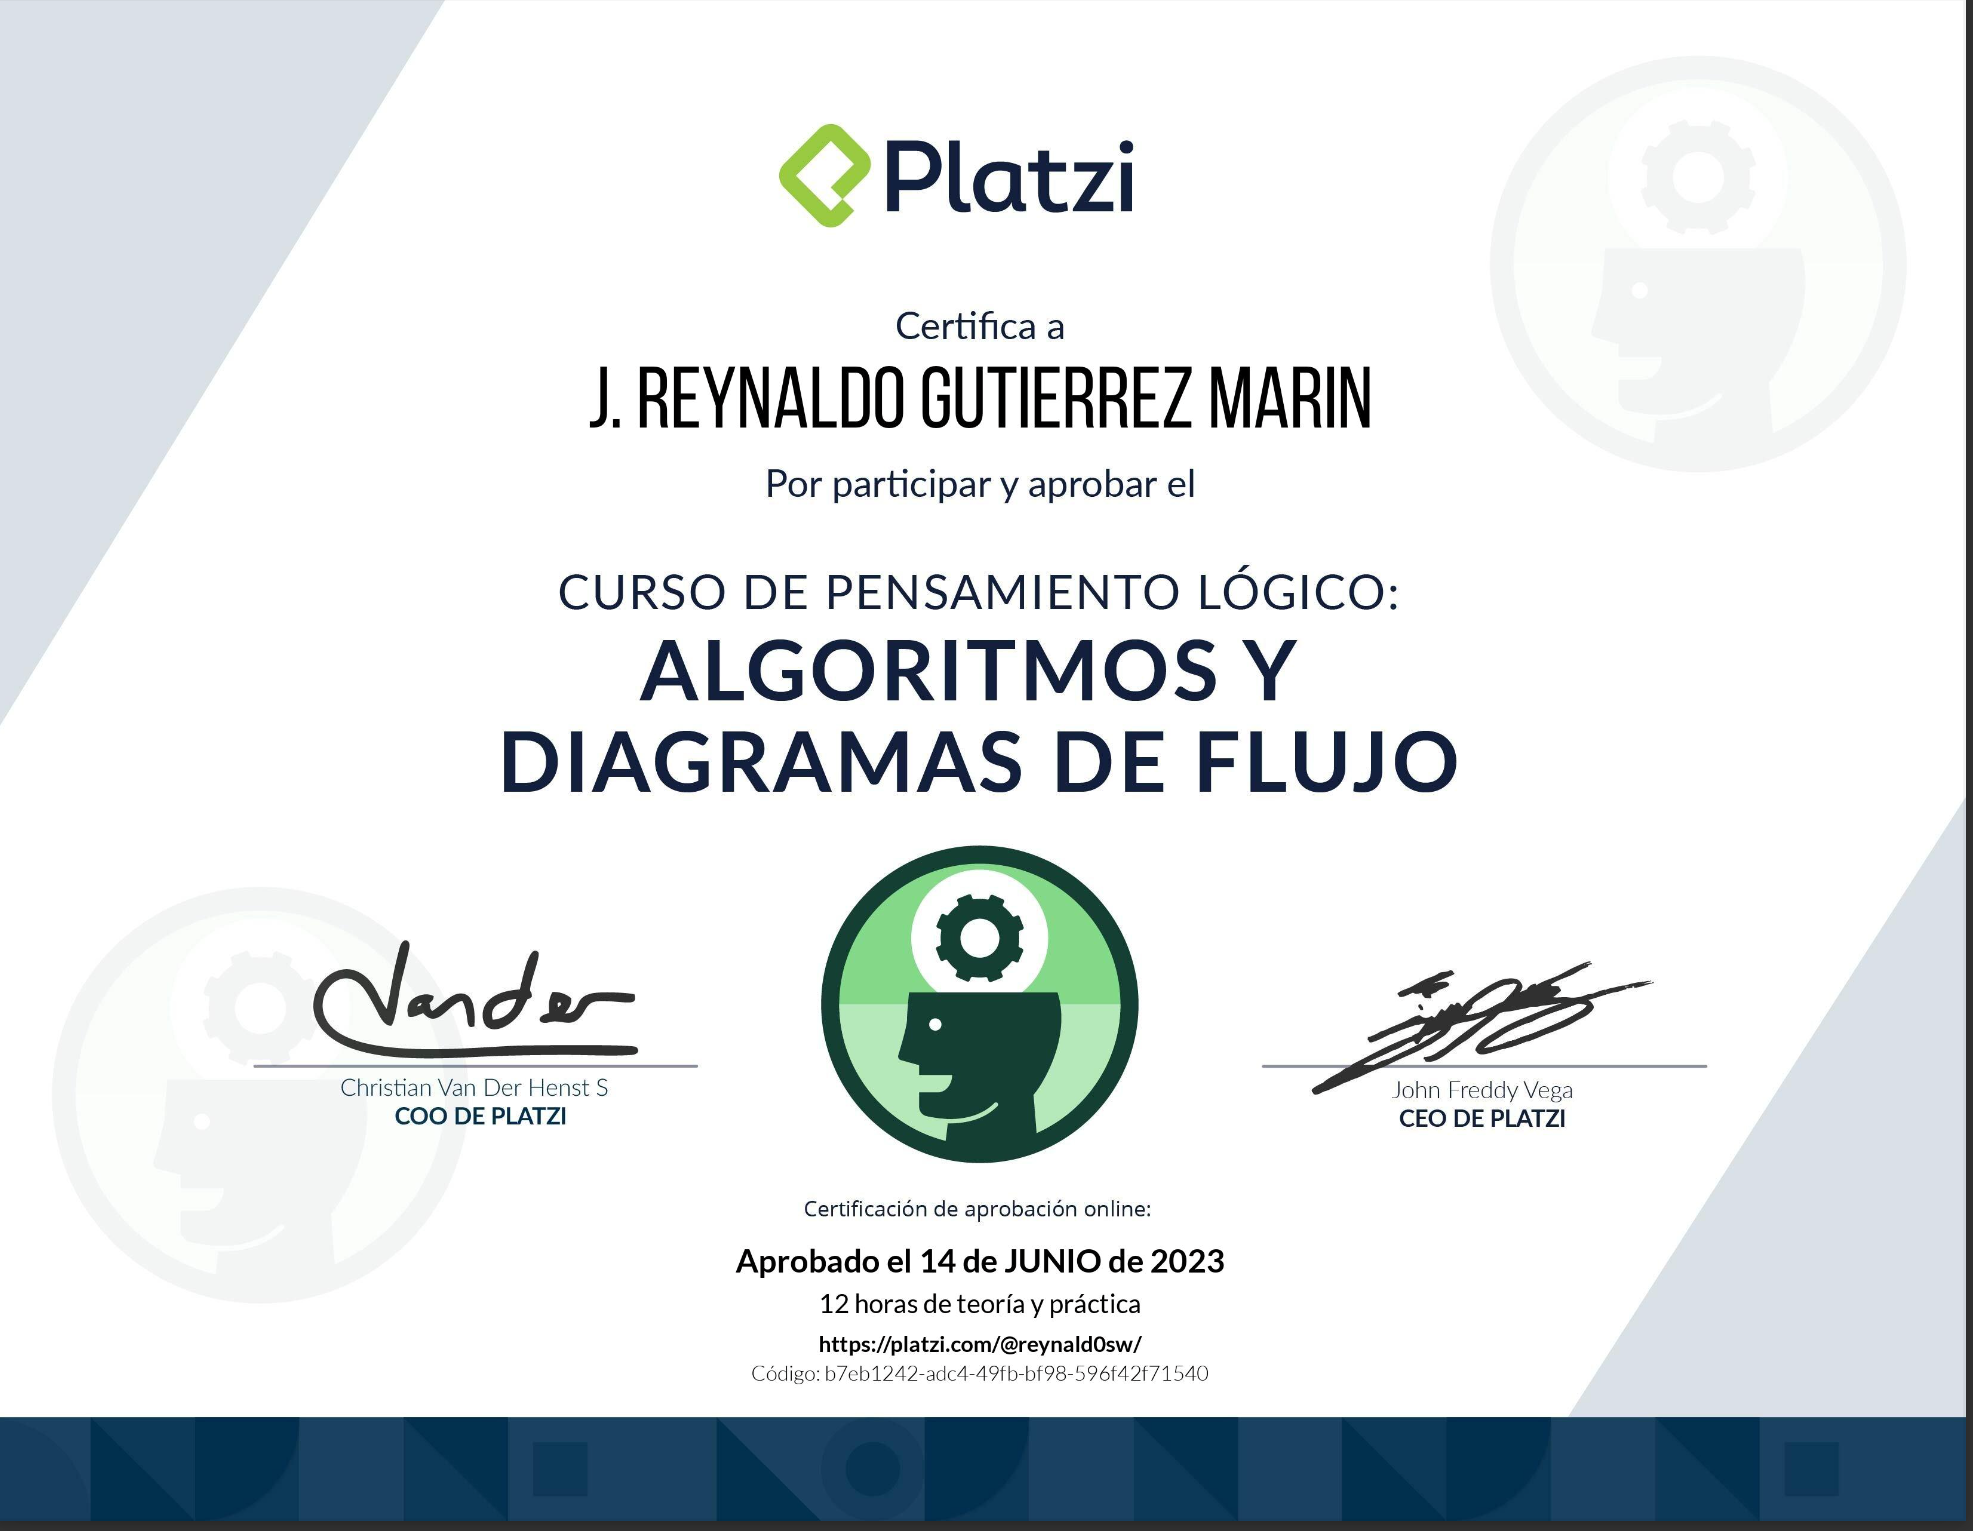 Platzi
Certifica a
J. REYNALDO GUTIERREZ MARIN
Por participar y aprobar el
CURSO DE PENSAMIENTO LÓGICO:
ALGORITMOS Y
DIAGRAMAS DE FLUJO
Vander
Christian Van Der Henst S
COO DE PLATZI
John Freddy Vega
CEO DE PLATZI
Certificación de aprobación online:
Aprobado el 14 de JUNIO de 2023
12 horas de teoría y práctica
https://platzi.com/@reynald0sw/
Código: b7eb1242-adc4-49fb-bf98-596f42f71540